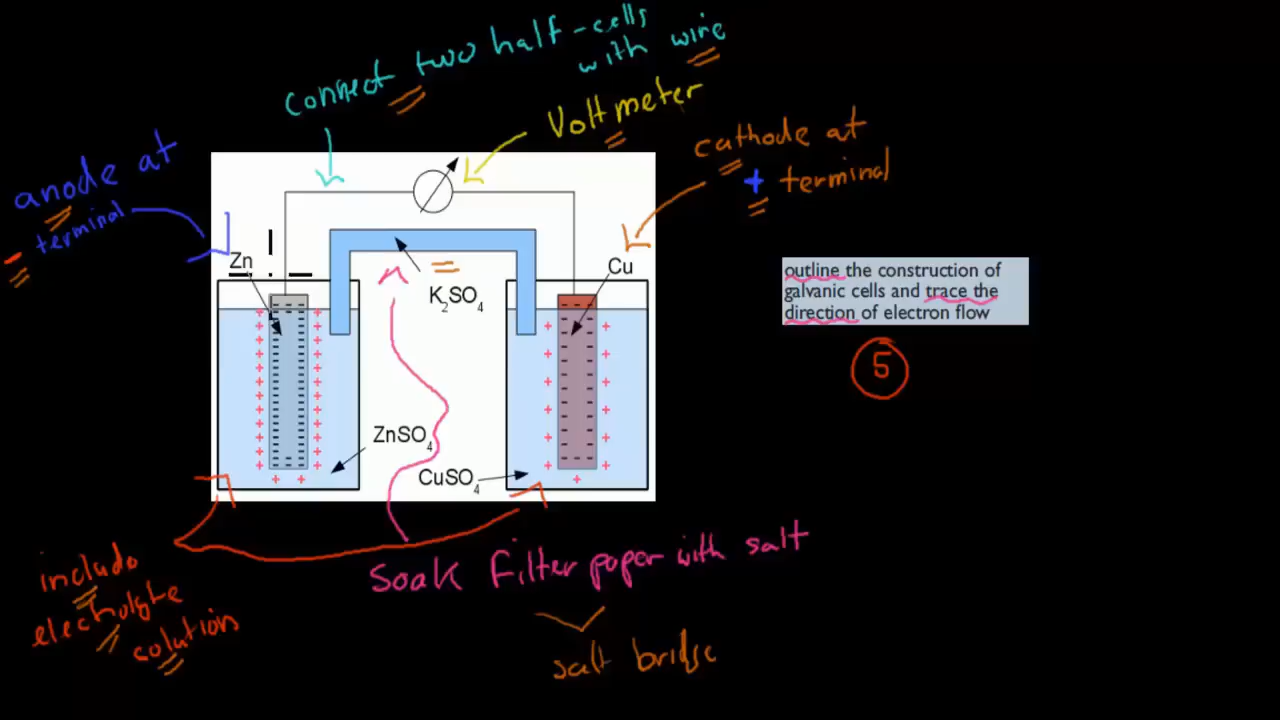 connect two half-cells
with wire
Voltmeter
cathode at
+ terminal
anode at
- terminal
Zn
Cu
K₂SO₄
ZnSO₄
CuSO₄
outline the construction of
galvanic cells and trace the
direction of electron flow
5
include
electrolyte
solution
Soak filter paper with salt
salt bridge